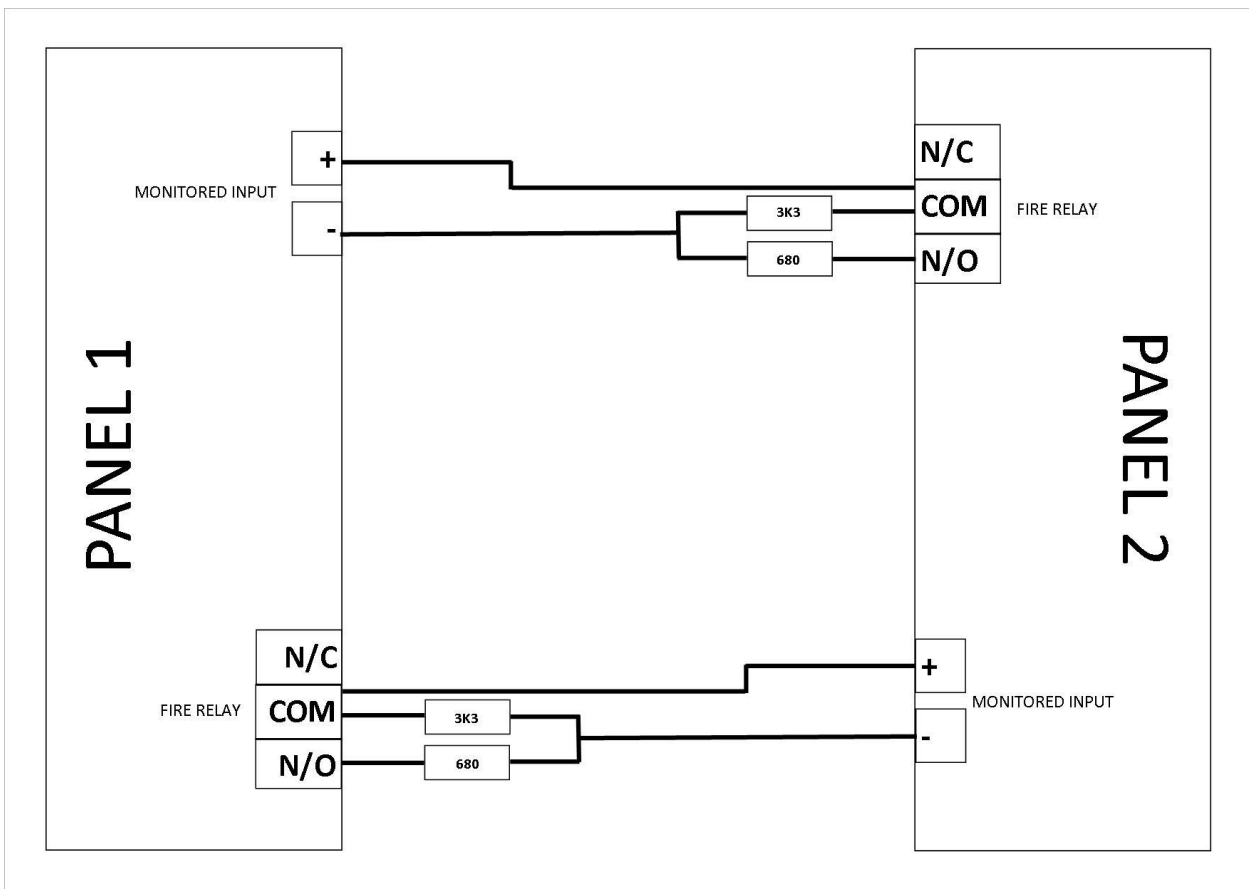 +
MONITORED INPUT
-
N/C
COM
N/O
FIRE RELAY
3K3
680
PANEL 1
PANEL 2
N/C
COM
N/O
FIRE RELAY
3K3
680
+
-
MONITORED INPUT